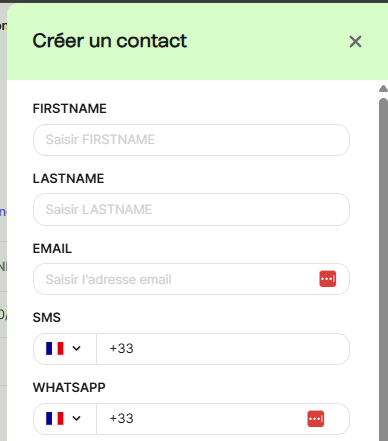 Créer un contact
FIRSTNAME
Saisir FIRSTNAME
LASTNAME
Saisir LASTNAME
EMAIL
Saisir l'adresse email
SMS
+33
WHATSAPP
+33